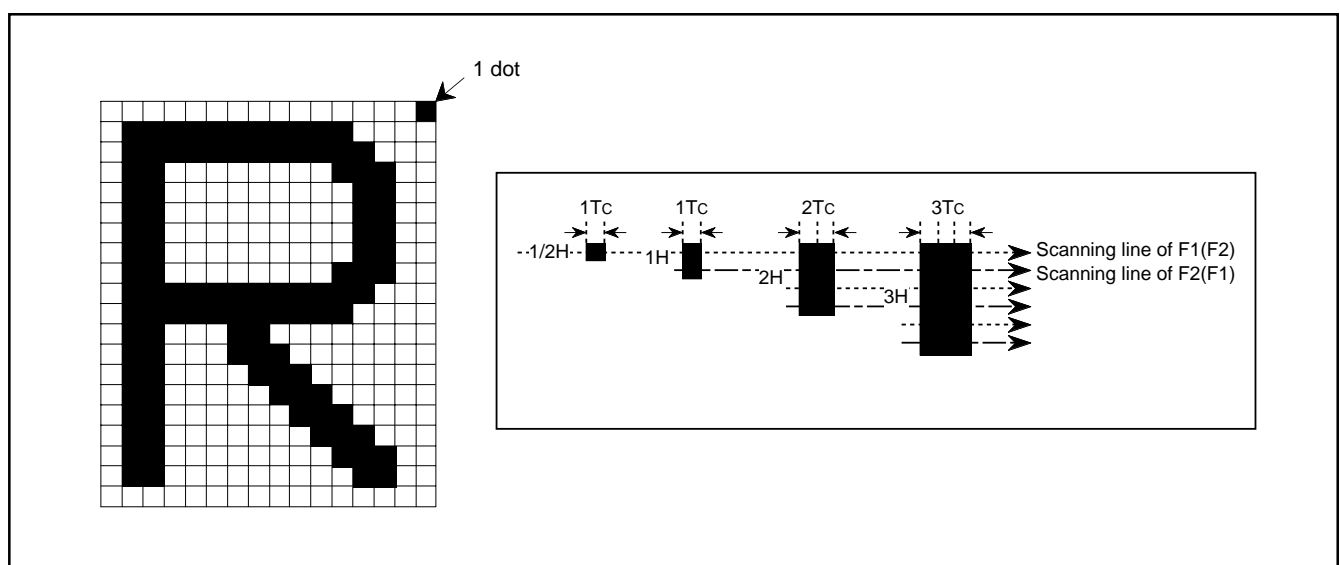 1 dot
1TC 1TC 2TC 3TC
1/2H
1H
2H
3H
Scanning line of F1(F2)
Scanning line of F2(F1)